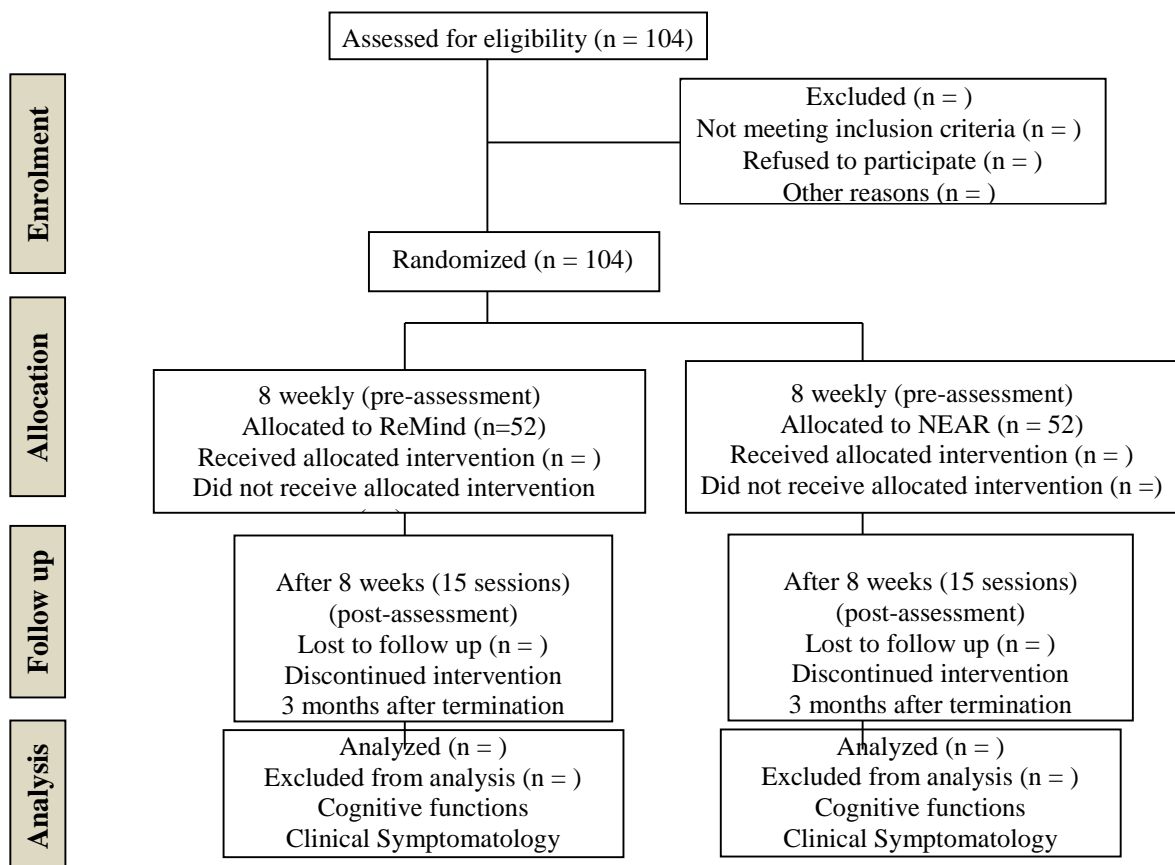 Assessed for eligibility (n = 104)
Enrolment
Excluded (n = )
Not meeting inclusion criteria (n = )
Refused to participate (n = )
Other reasons (n = )
Randomized (n = 104)
Allocation
8 weekly (pre-assessment)
Allocated to ReMind (n=52)
Received allocated intervention (n = )
Did not receive allocated intervention
8 weekly (pre-assessment)
Allocated to NEAR (n = 52)
Received allocated intervention (n = )
Did not receive allocated intervention (n =)
Follow up
After 8 weeks (15 sessions)
(post-assessment)
Lost to follow up (n = )
Discontinued intervention
3 months after termination
After 8 weeks (15 sessions)
(post-assessment)
Lost to follow up (n = )
Discontinued intervention
3 months after termination
Analysis
Analyzed (n = )
Excluded from analysis (n = )
Cognitive functions
Clinical Symptomatology
Analyzed (n = )
Excluded from analysis (n = )
Cognitive functions
Clinical Symptomatology